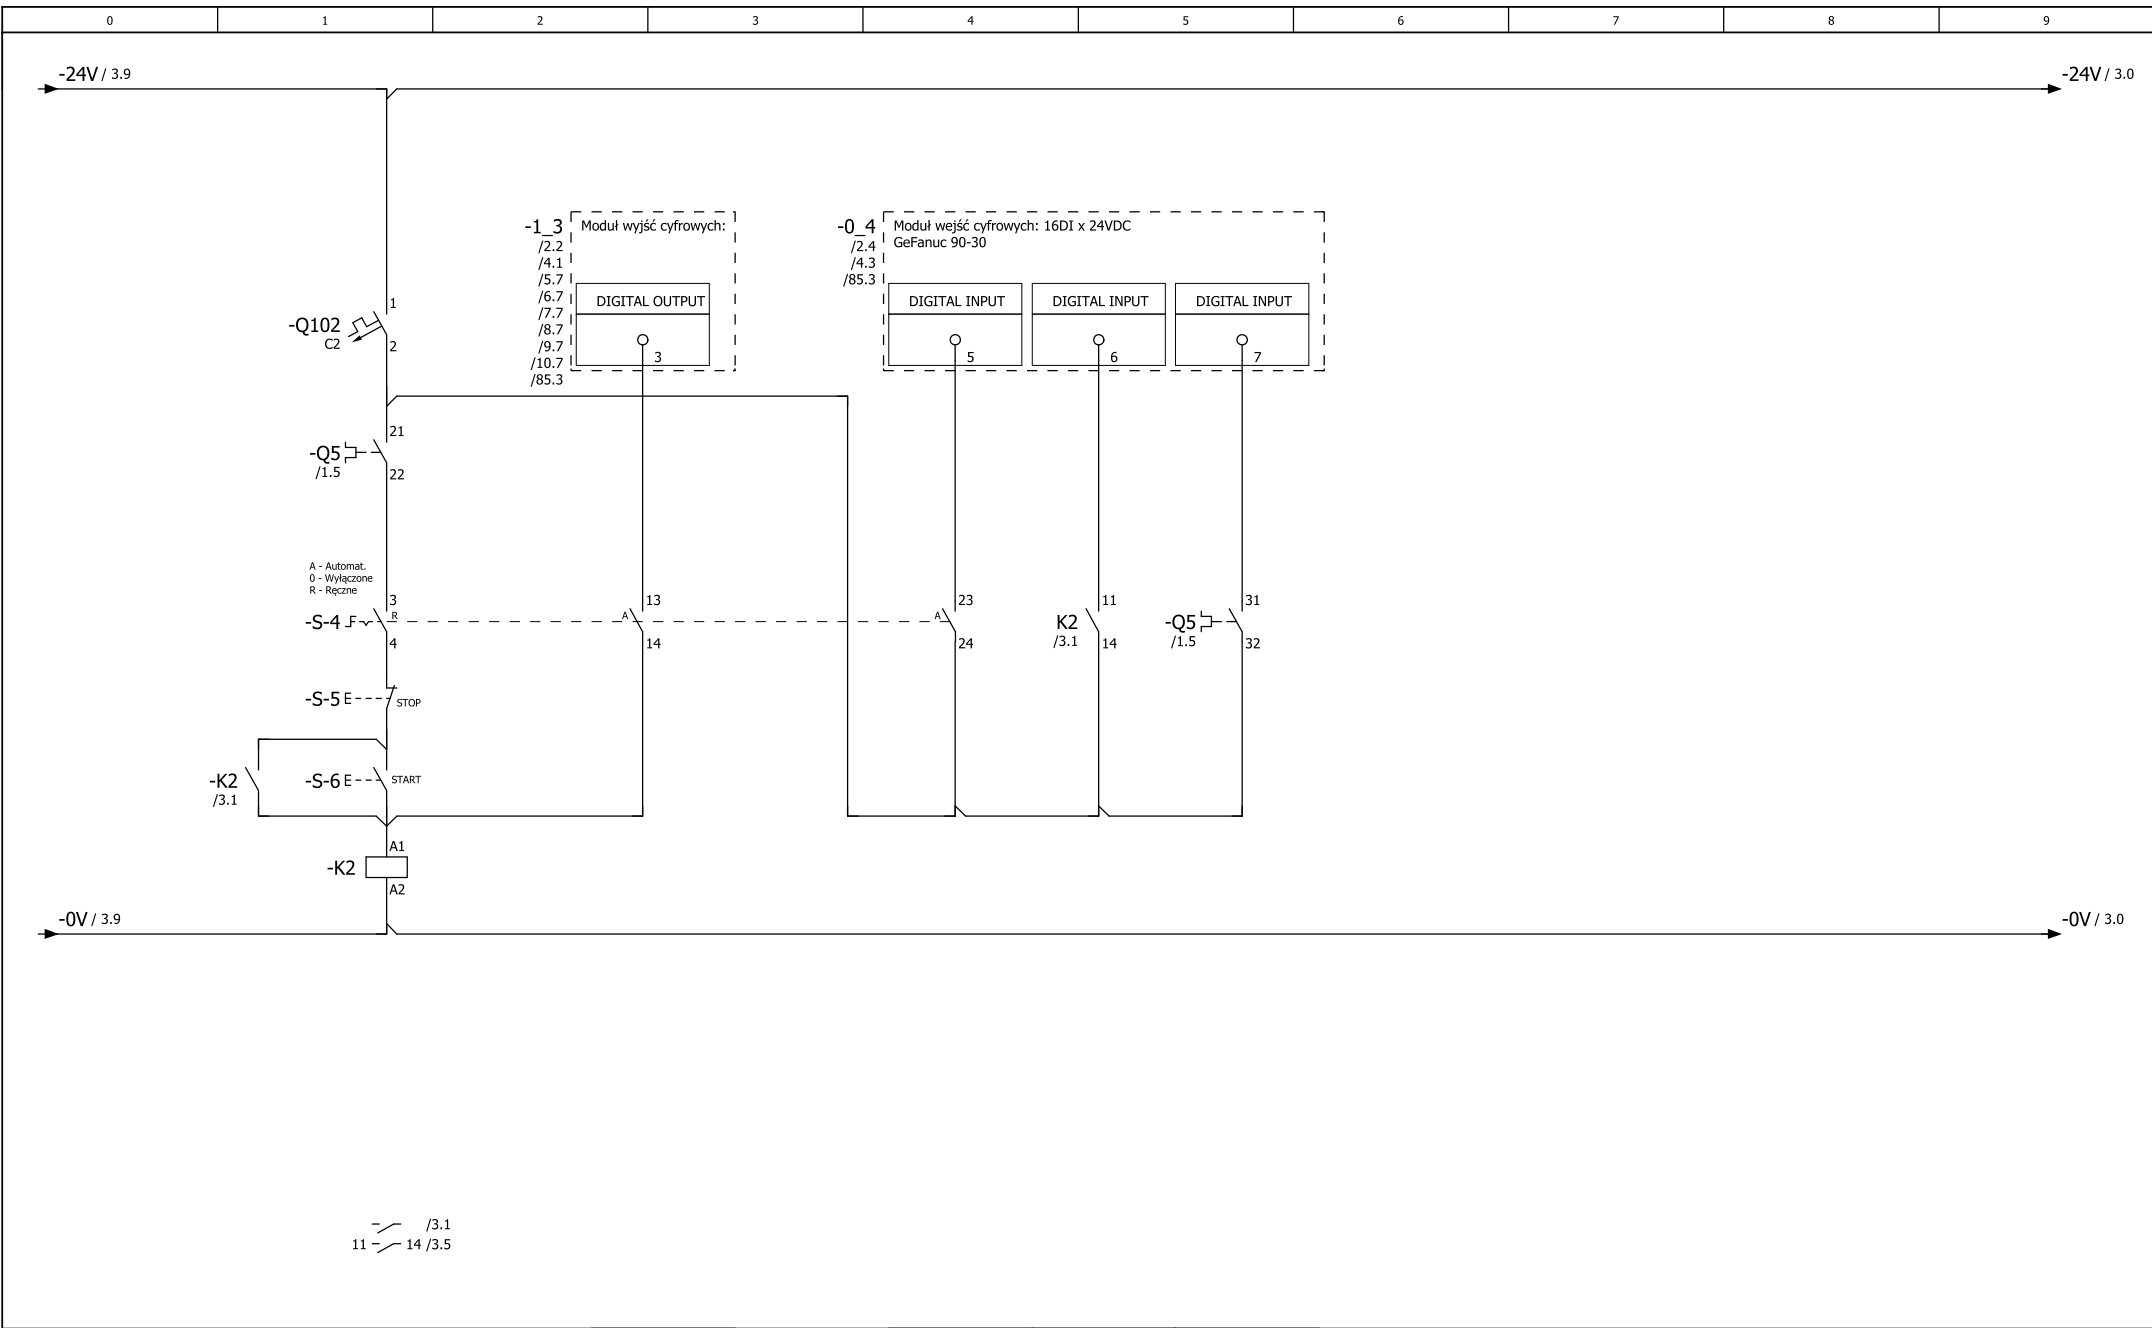 0 1 2 3 4 5 6 7 8 9
-24V / 3.9
-24V / 3.0
-1_3
/2.2
/4.1
/5.7
/6.7
/7.7
/8.7
/9.7
/10.7
/85.3
Moduł wyjść cyfrowych:
DIGITAL OUTPUT
3
-0_4
/2.4
/4.3
/85.3
Moduł wejść cyfrowych: 16DI x 24VDC
GeFanuc 90-30
DIGITAL INPUT
5
DIGITAL INPUT
6
DIGITAL INPUT
7
1
-Q102
C2
2
21
-Q5
/1.5
22
A - Automat.
0 - Wyłączone
R - Ręczne
3
-S-4
R
4
13
A
14
23
A
24
11
K2
/3.1
14
31
-Q5
/1.5
32
-S-5 E
STOP
-K2
/3.1
-S-6 E
START
A1
-K2
A2
-0V / 3.9
-0V / 3.0
/3.1
11 14 /3.5